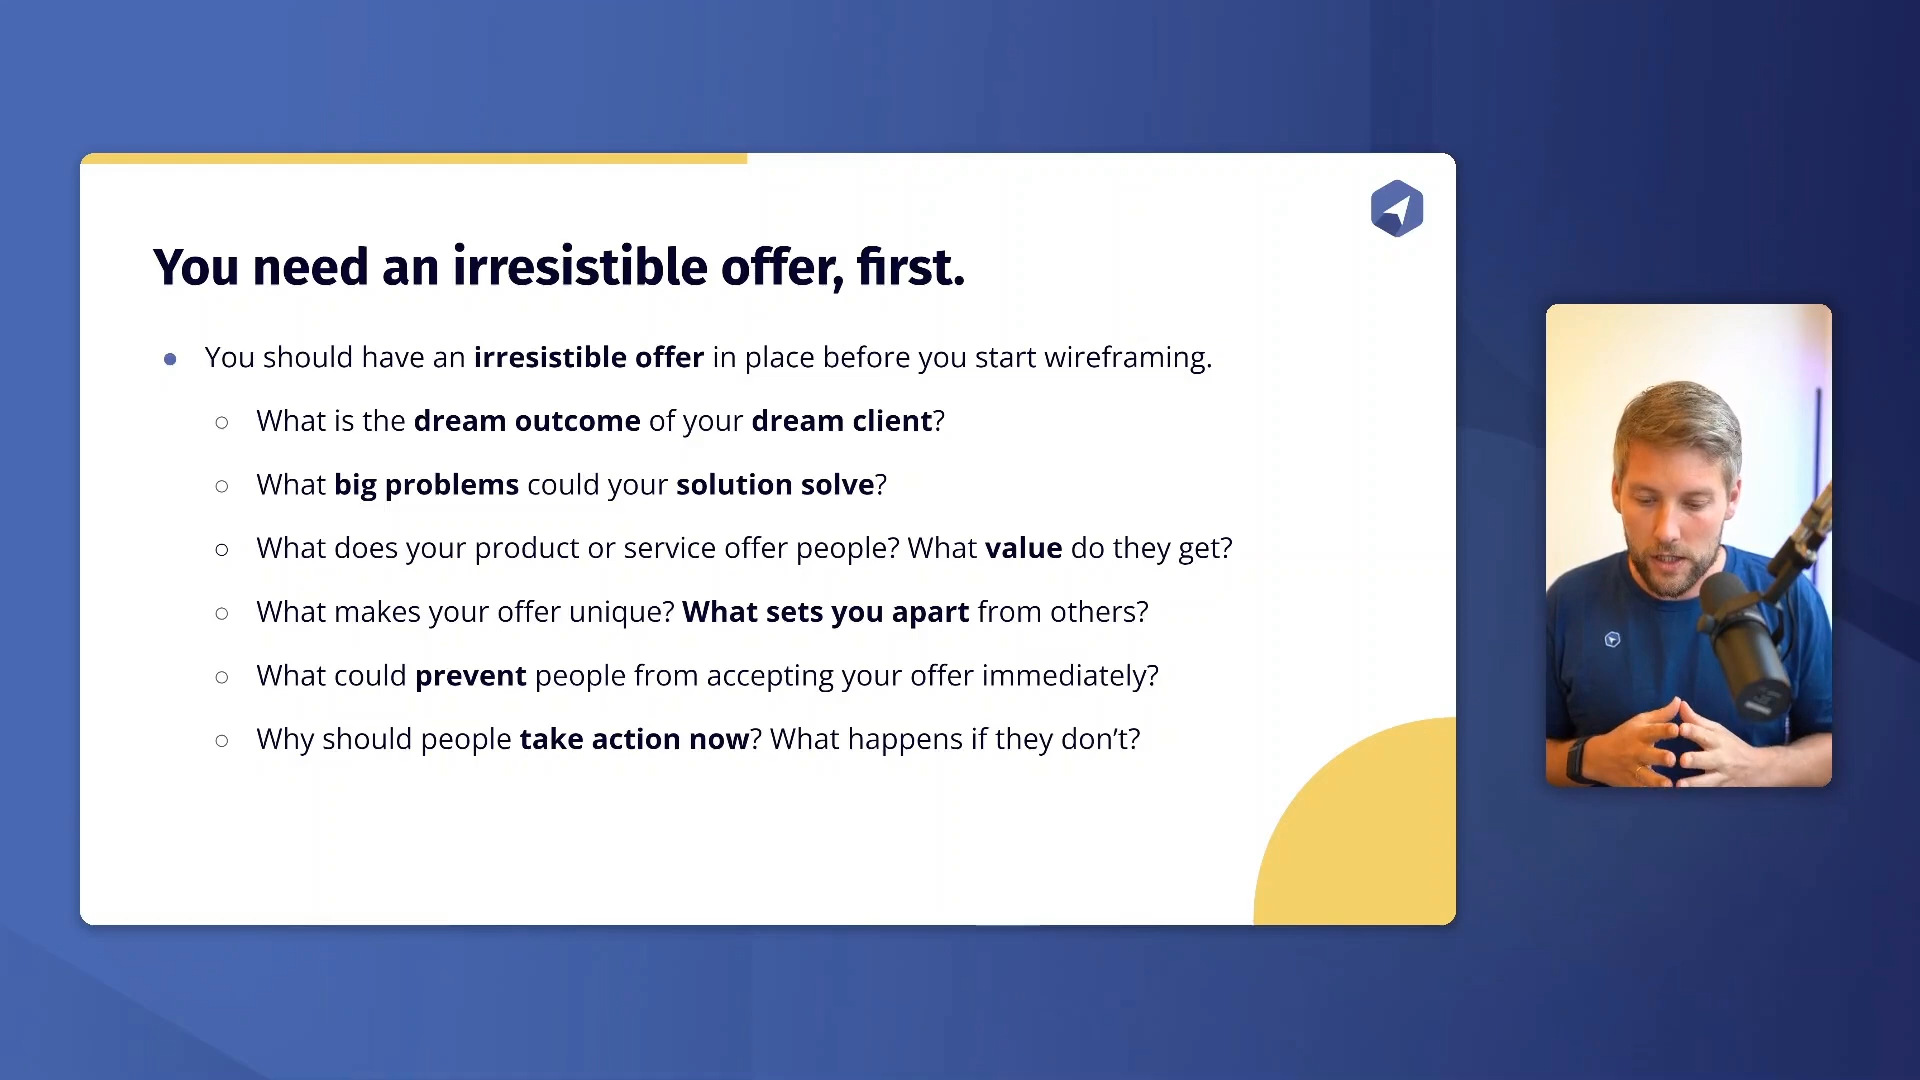 You need an irresistible offer, first.
You should have an irresistible offer in place before you start wireframing.
What is the dream outcome of your dream client?
What big problems could your solution solve?
What does your product or service offer people? What value do they get?
What makes your offer unique? What sets you apart from others?
What could prevent people from accepting your offer immediately?
Why should people take action now? What happens if they don’t?